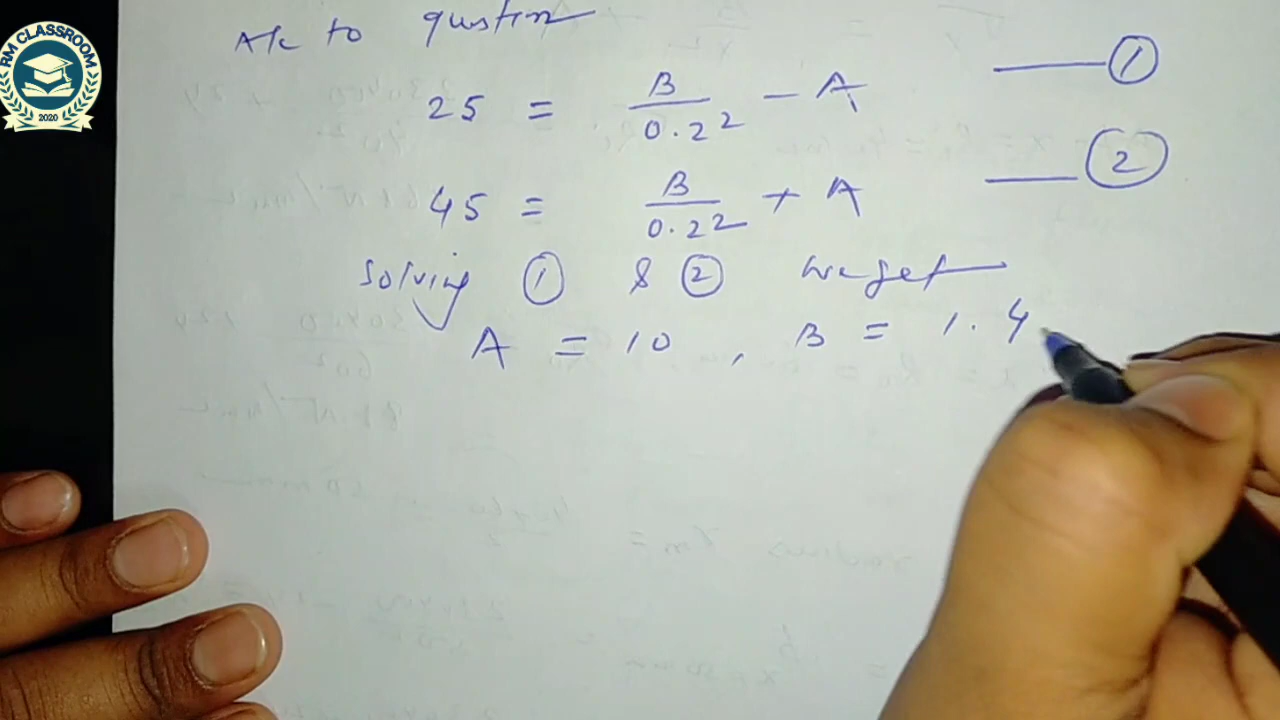 RM CLASSROOM
2020
A/c to question
25 = B/0.2² - A —— ①
45 = B/0.2² + A —— ②
Solving ① & ② we get
A = 10 , B = 1.4